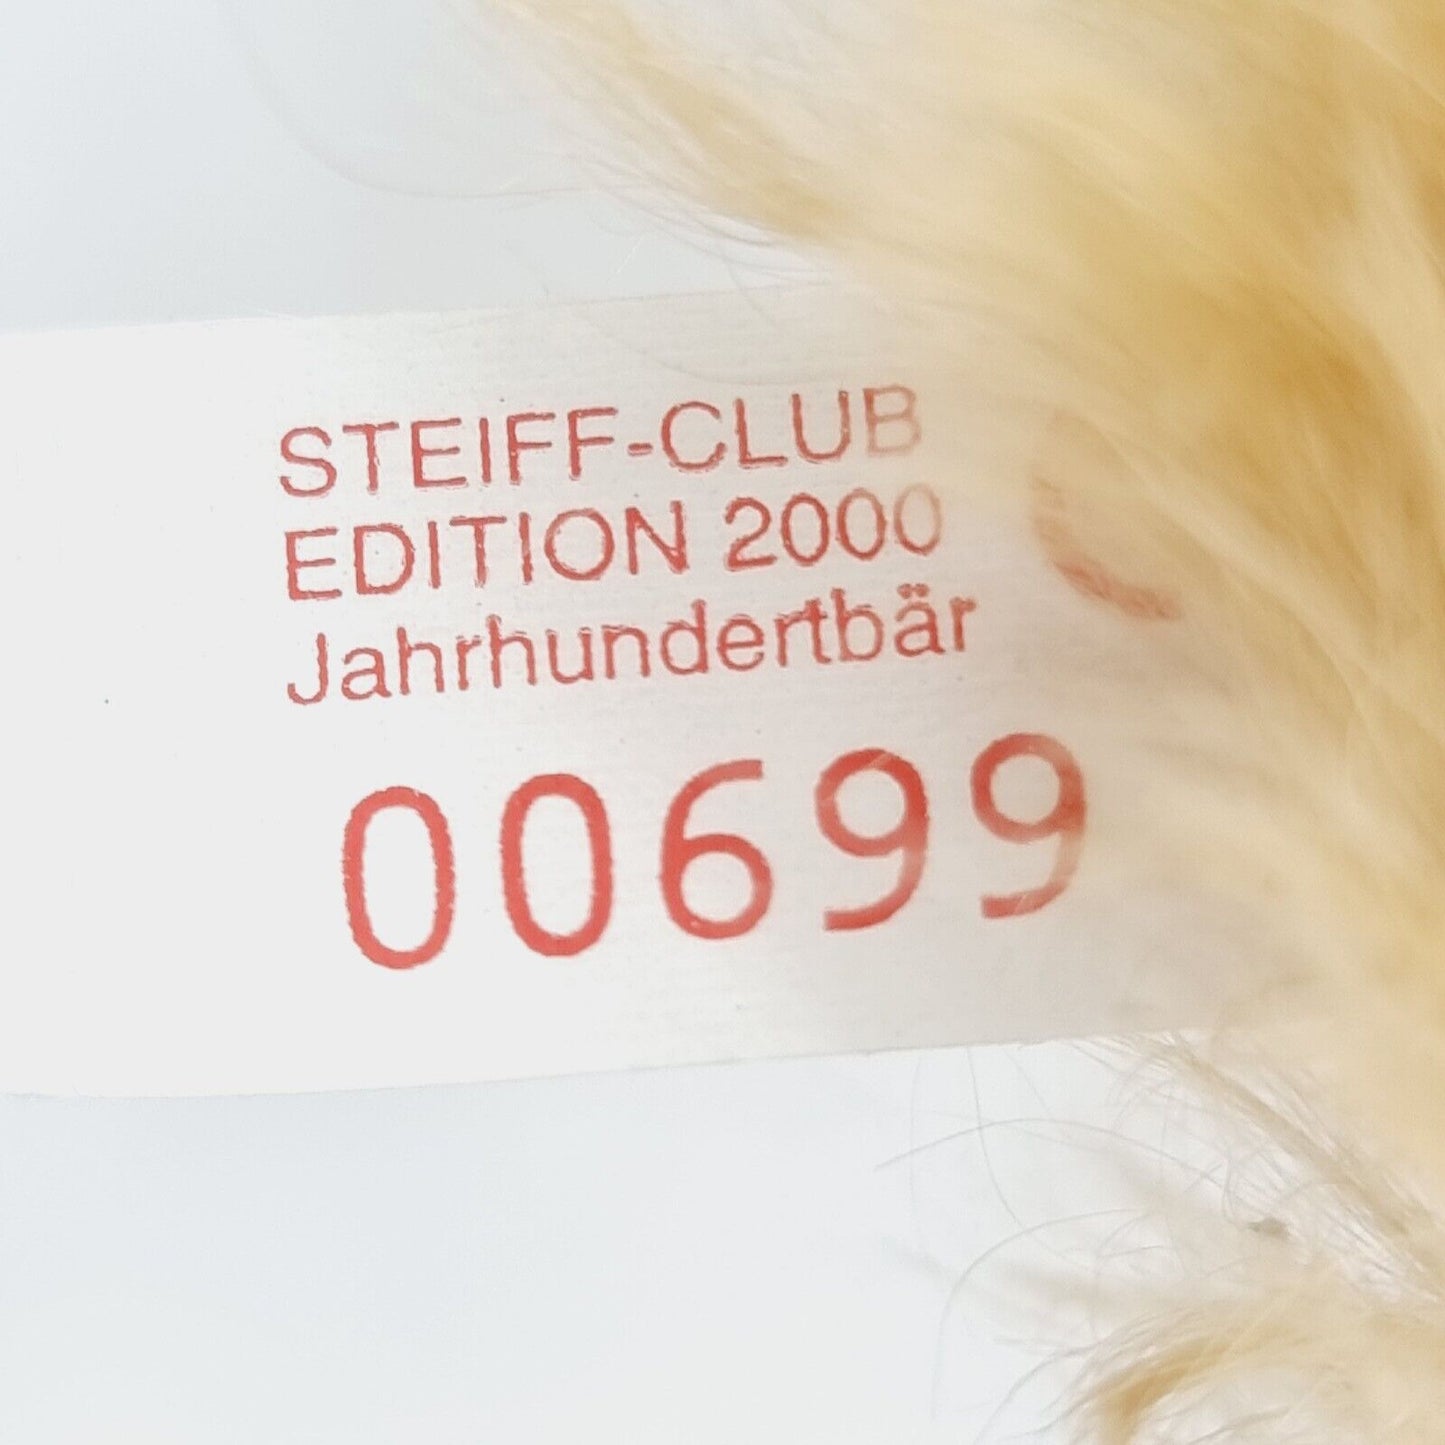 STEIFF-CLUB
EDITION 2000
Jahrhundertbär
00699